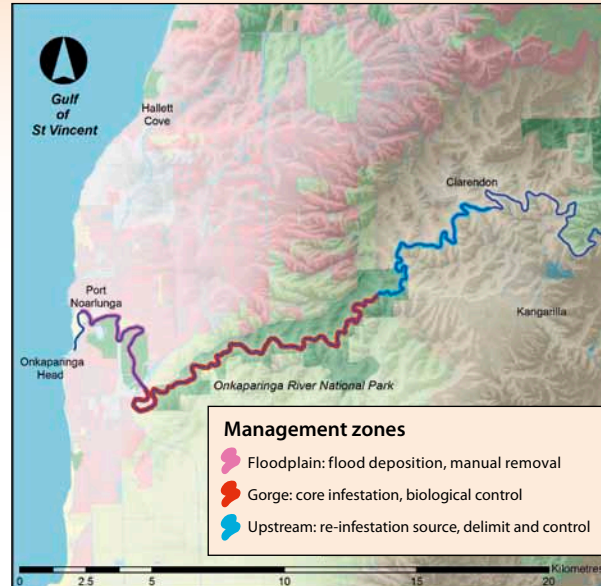 Gulf
of
St Vincent
Hallett
Cove
Clarendon
Port
Noarlunga
Kangarilla
Onkaparinga
Head
Onkaparinga River National Park
Management zones
Floodplain: flood deposition, manual removal
Gorge: core infestation, biological control
Upstream: re-infestation source, delimit and control
Kilometres
0 2.5 5 10 15 20